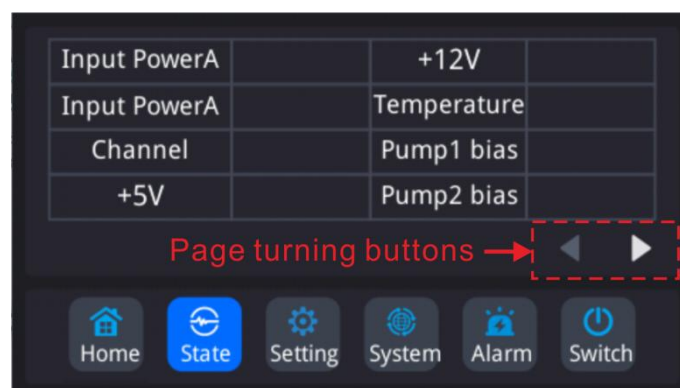 Input PowerA +12V
Input PowerA Temperature
Channel Pump1 bias
+5V Pump2 bias
Page turning buttons
Home State Setting System Alarm Switch